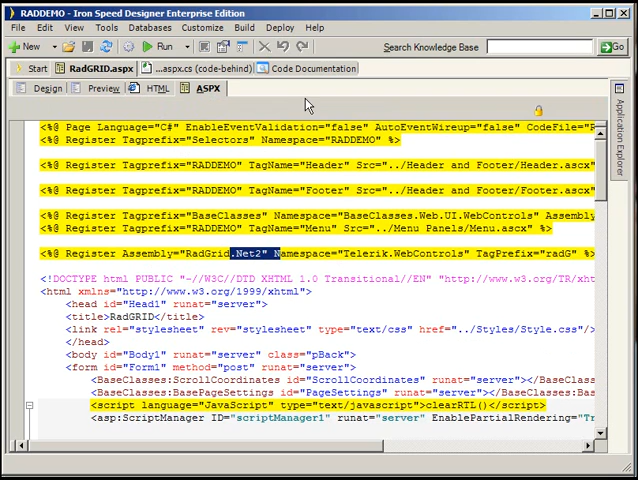 RADDEMO - Iron Speed Designer Enterprise Edition
File Edit View Tools Databases Customize Build Deploy Help
New Run Search Knowledge Base Go
Start RadGRID.aspx ...aspx.cs (code-behind) Code Documentation
Design Preview HTML ASPX
Application Explorer
<%@ Page Language="C#" EnableEventValidation="false" AutoEventWireup="false" CodeFile="R
<%@ Register Tagprefix="Selectors" Namespace="RADDEMO" %>
<%@ Register Tagprefix="RADDEMO" TagName="Header" Src="../Header and Footer/Header.ascx"
<%@ Register Tagprefix="RADDEMO" TagName="Footer" Src="../Header and Footer/Footer.ascx"
<%@ Register Tagprefix="BaseClasses" Namespace="BaseClasses.Web.UI.WebControls" Assembly
<%@ Register Tagprefix="RADDEMO" TagName="Menu" Src="../Menu Panels/Menu.ascx" %>
<%@ Register Assembly="RadGrid.Net2" Namespace="Telerik.WebControls" TagPrefix="radG" %>
<!DOCTYPE html PUBLIC "-//W3C//DTD XHTML 1.0 Transitional//EN" "http://www.w3.org/TR/xh
<html xmlns="http://www.w3.org/1999/xhtml">
<head id="Head1" runat="server">
<title>RadGRID</title>
<link rel="stylesheet" rev="stylesheet" type="text/css" href="../Styles/Style.css"/>
</head>
<body id="Body1" runat="server" class="pBack">
<form id="Form1" method="post" runat="server">
<BaseClasses:ScrollCoordinates id="ScrollCoordinates" runat="server"></BaseClass
<BaseClasses:BasePageSettings id="PageSettings" runat="server"></BaseClasses:Ba
<script language="JavaScript" type="text/javascript">clearRTL()</script>
<asp:ScriptManager ID="scriptManager1" runat="server" EnablePartialRendering="Tr